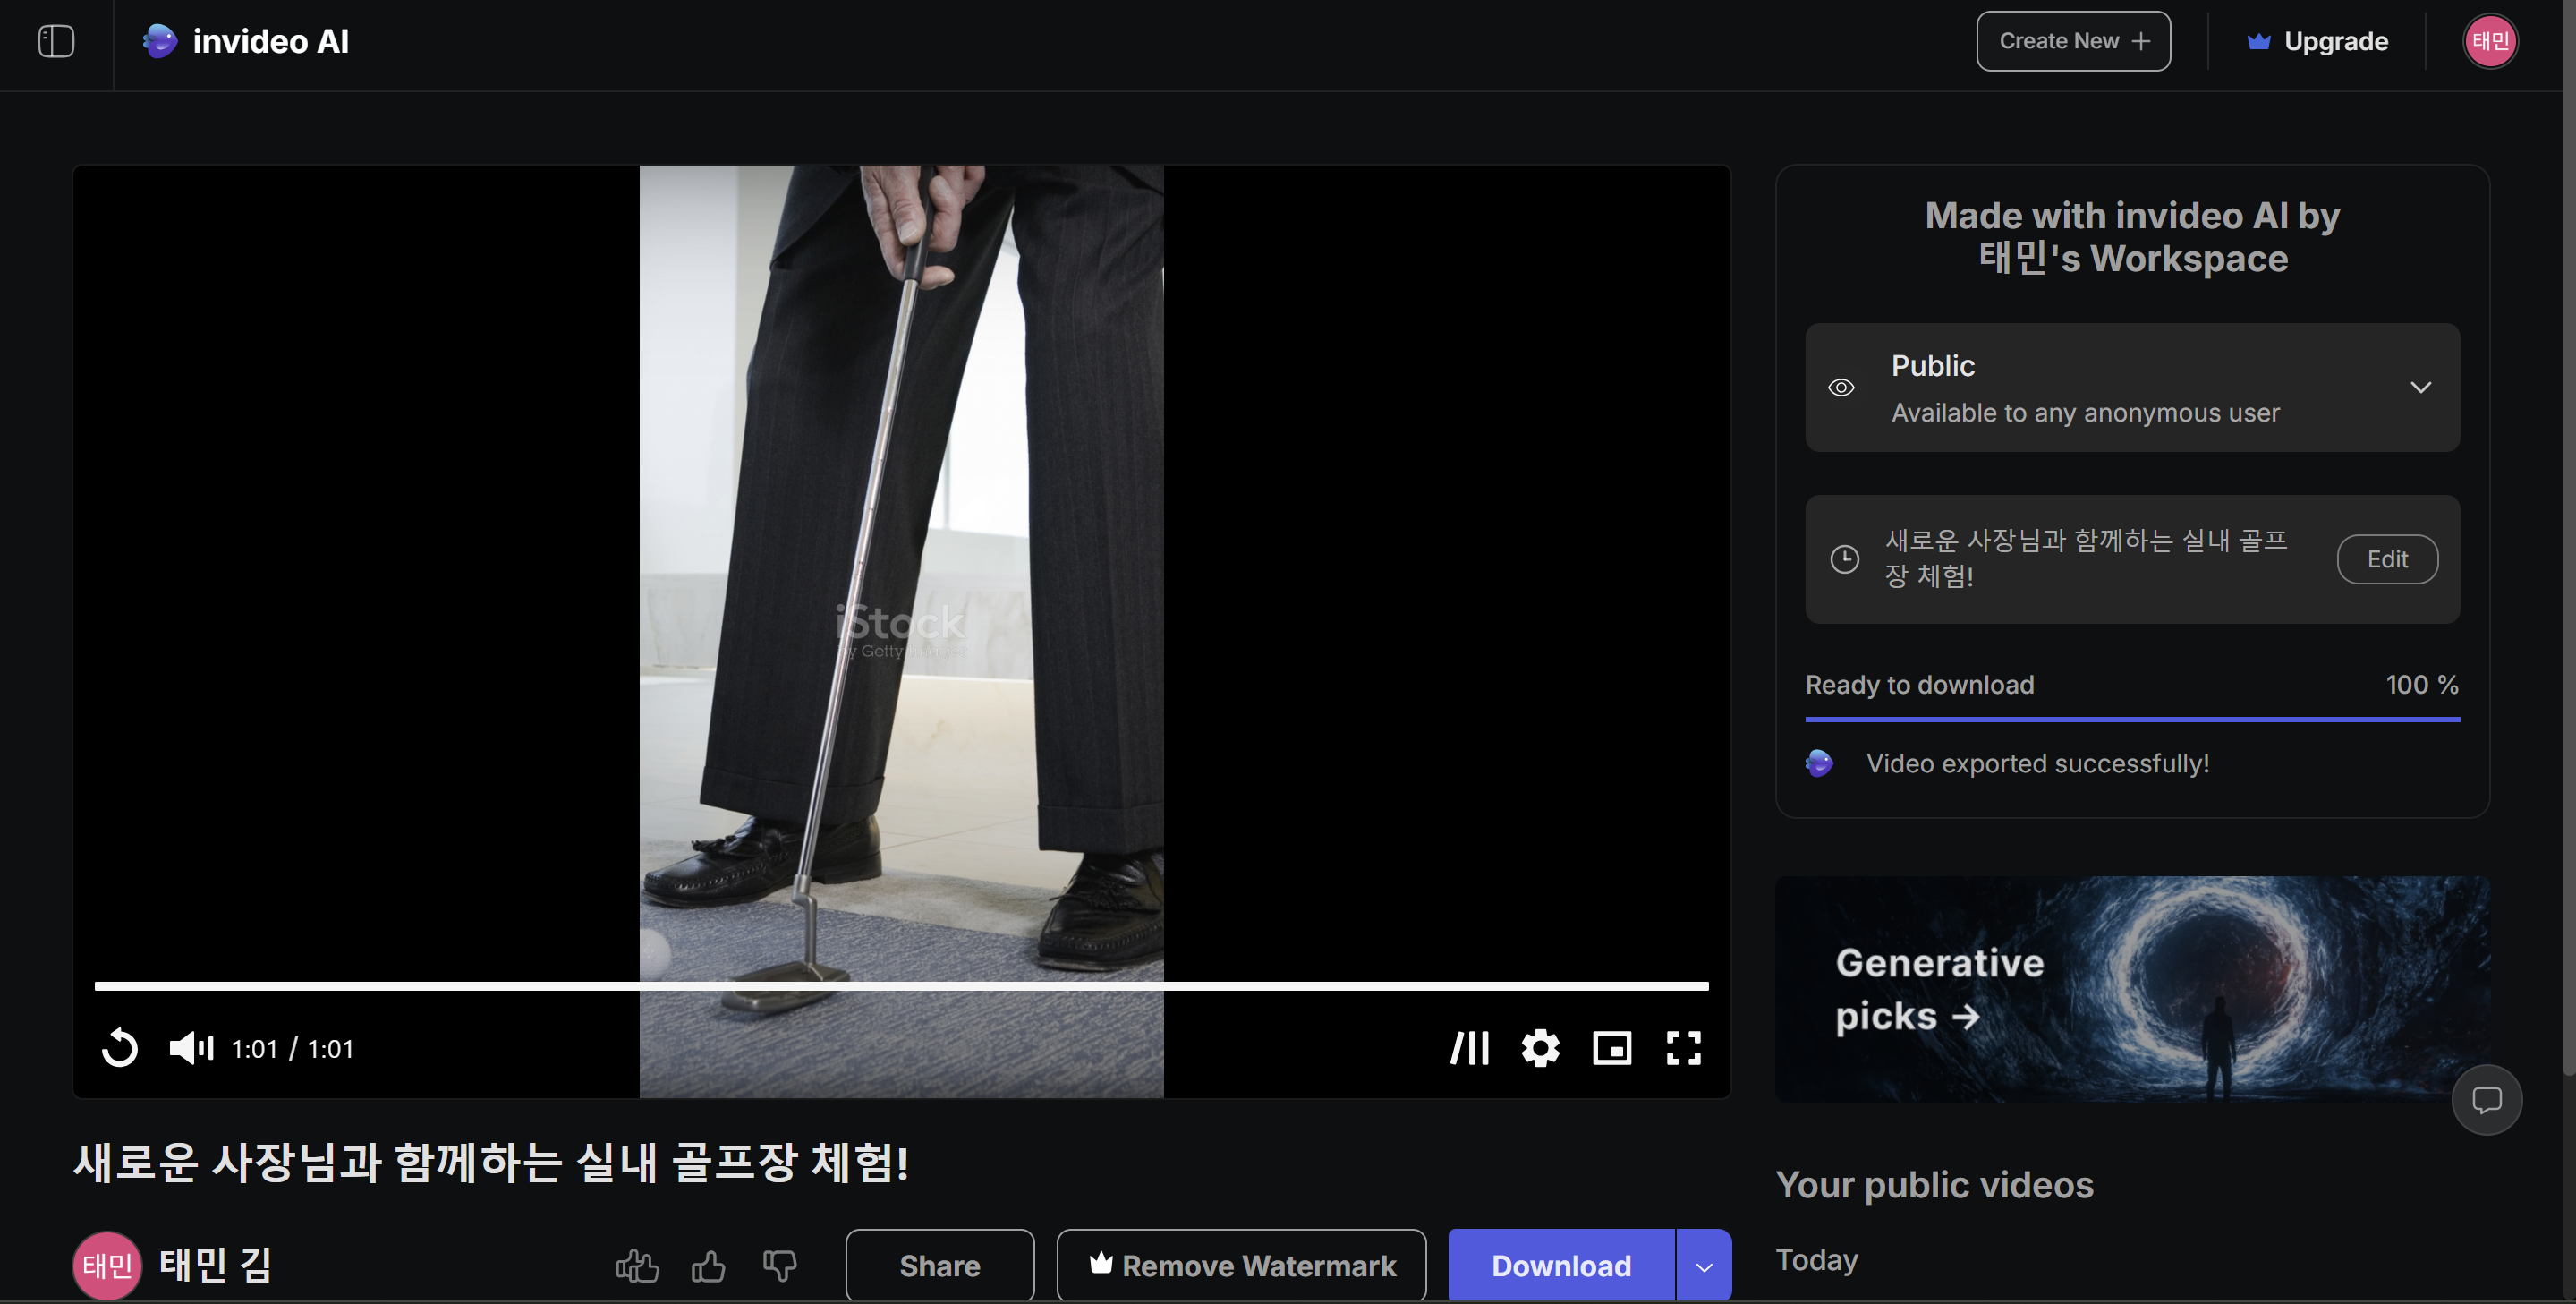 invideo AI
Create New
Upgrade
태민
iStock
by Getty Images
1:01 / 1:01
새로운 사장님과 함께하는 실내 골프장 체험!
태민
태민 김
Share
Remove Watermark
Download
Made with invideo AI by
태민's Workspace
Public
Available to any anonymous user
새로운 사장님과 함께하는 실내 골프
장 체험!
Edit
Ready to download
100 %
Video exported successfully!
Generative
picks →
Your public videos
Today